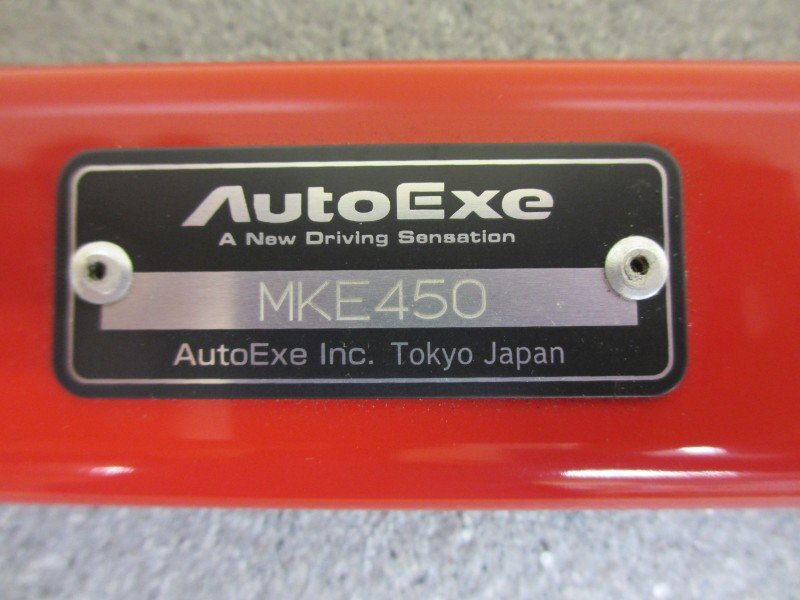 AutoExe
A New Driving Sensation
MKE450
AutoExe Inc. Tokyo Japan